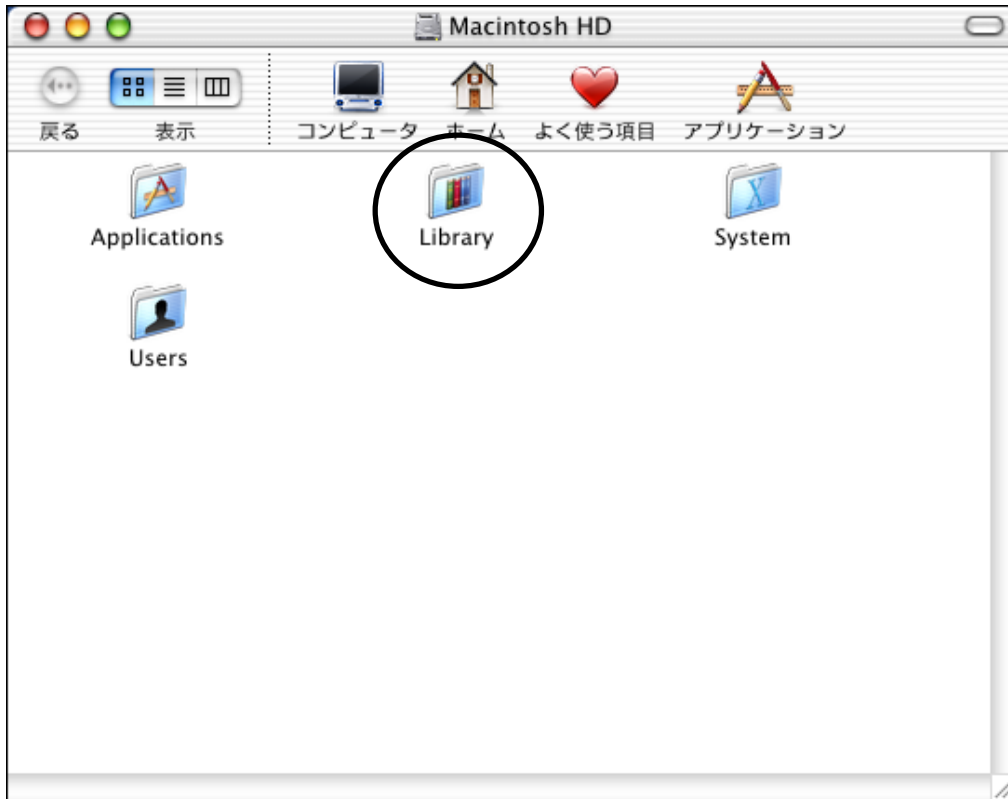 Macintosh HD
戻る 表示 コンピュータ ホーム よく使う項目 アプリケーション
Applications Library System
Users